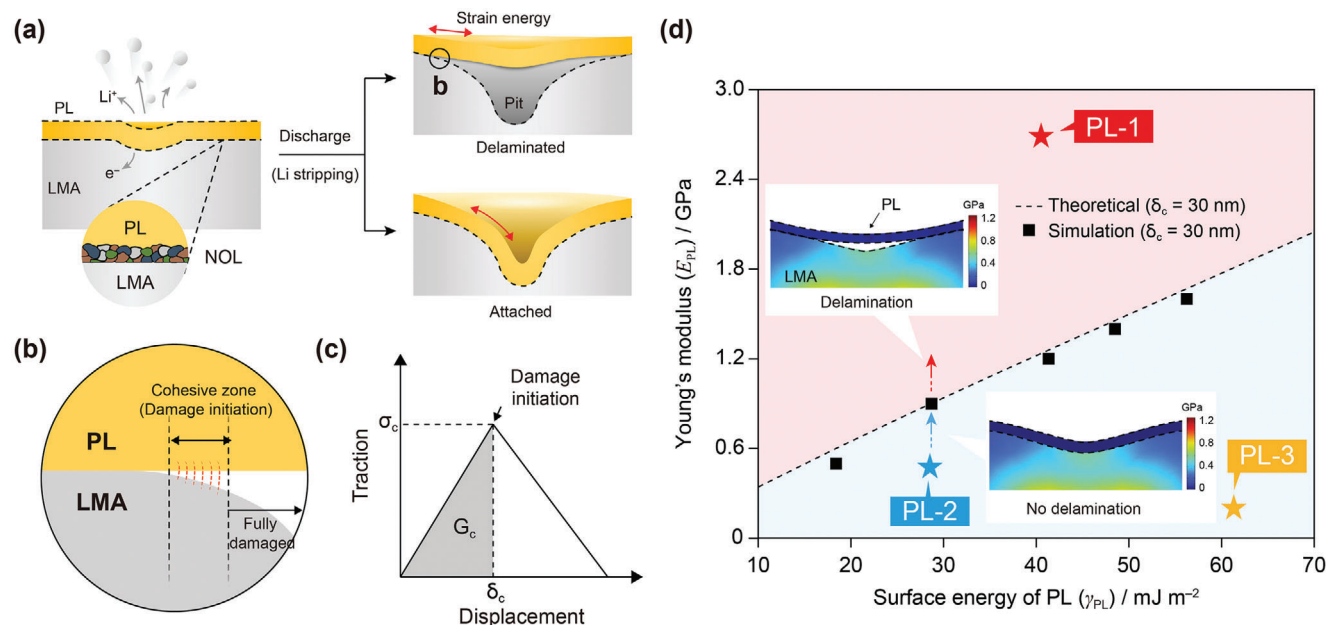 (a)
Li⁺
PL
e⁻
LMA
PL
LMA
NOL
Discharge
(Li stripping)
Strain energy
b
Pit
Delaminated
Attached
(b)
Cohesive zone
(Damage initiation)
PL
LMA
Fully
damaged
(c)
Traction
σc
Damage
initiation
Gc
δc
Displacement
(d)
Young's modulus (EPL) / GPa
3.0
2.4
1.8
1.2
0.6
0
10
20
30
40
50
60
70
Surface energy of PL (γPL) / mJ m⁻²
PL-1
PL
GPa
1.2
0.8
0.4
0
LMA
Delamination
Theoretical (δc = 30 nm)
Simulation (δc = 30 nm)
PL-2
GPa
1.2
0.8
0.4
0
No delamination
PL-3